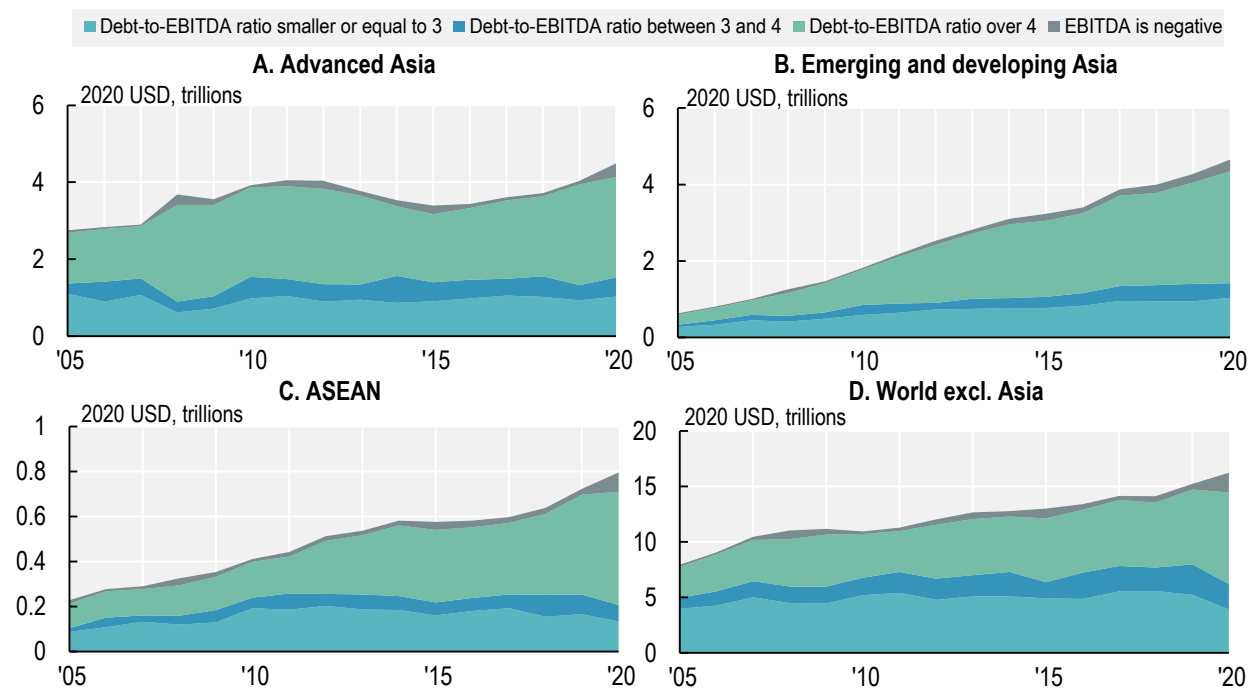 Debt-to-EBITDA ratio smaller or equal to 3 Debt-to-EBITDA ratio between 3 and 4 Debt-to-EBITDA ratio over 4 EBITDA is negative
A. Advanced Asia
2020 USD, trillions
6
4
2
0
'05 '10 '15 '20
B. Emerging and developing Asia
2020 USD, trillions
6
4
2
0
'05 '10 '15 '20
C. ASEAN
2020 USD, trillions
1
0.8
0.6
0.4
0.2
0
'05 '10 '15 '20
D. World excl. Asia
2020 USD, trillions
20
15
10
5
0
'05 '10 '15 '20